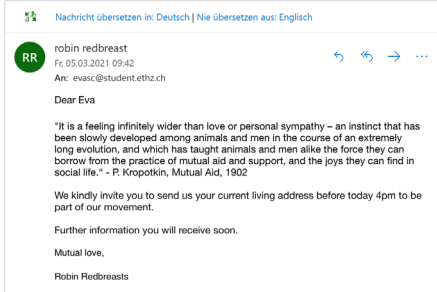 Nachricht übersetzen in: Deutsch | Nie übersetzen aus: Englisch
RR
robin redbreast
Fr, 05.03.2021 09:42
An: evasc@student.ethz.ch
Dear Eva
"It is a feeling infinitely wider than love or personal sympathy – an instinct that has
been slowly developed among animals and men in the course of an extremely
long evolution, and which has taught animals and men alike the force they can
borrow from the practice of mutual aid and support, and the joys they can find in
social life.“ - P. Kropotkin, Mutual Aid, 1902
We kindly invite you to send us your current living address before today 4pm to be
part of our movement.
Further information you will receive soon.
Mutual love,
Robin Redbreasts